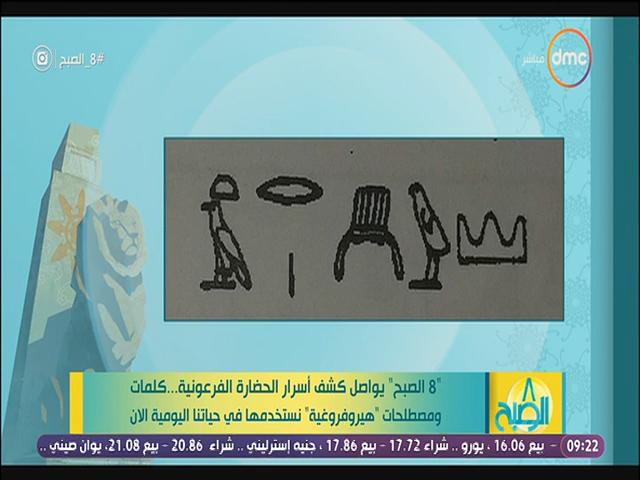 #8_الصبح
مباشر
dmc
"8 الصبح" يواصل كشف أسرار الحضارة الفرعونية...كلمات
ومصطلحات "هيروفروغية" نستخدمها في حياتنا اليومية الان
8 الصبح
09:22
بيع 16.06 ، يورو .. شراء 17.72 - بيع 17.86 ، جنيه إسترليني .. شراء 20.86 - بيع 21.08، يوان صيني ..